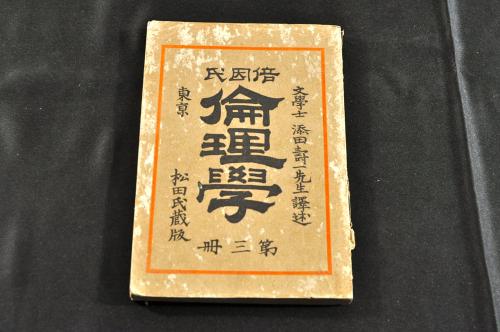 倍因氏
文學士 添田壽一先生譯述
倫理學
東京
松田氏蔵版
第三冊